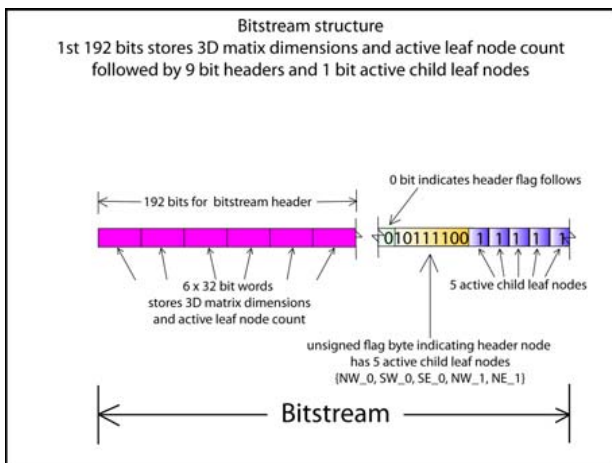 Bitstream structure
1st 192 bits stores 3D matix dimensions and active leaf node count
followed by 9 bit headers and 1 bit active child leaf nodes
0 bit indicates header flag follows
192 bits for bitstream header
010111100 1 1 1 1 1
6 x 32 bit words
stores 3D matrix dimensions
and active leaf node count
5 active child leaf nodes
unsigned flag byte indicating header node
has 5 active child leaf nodes
{NW_0, SW_0, SE_0, NW_1, NE_1}
Bitstream